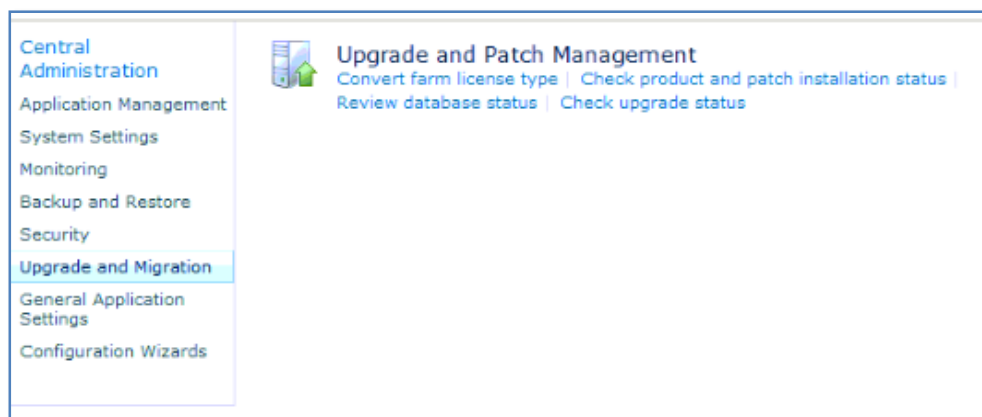 Central
Administration
Application Management
System Settings
Monitoring
Backup and Restore
Security
Upgrade and Migration
General Application
Settings
Configuration Wizards
Upgrade and Patch Management
Convert farm license type | Check product and patch installation status |
Review database status | Check upgrade status